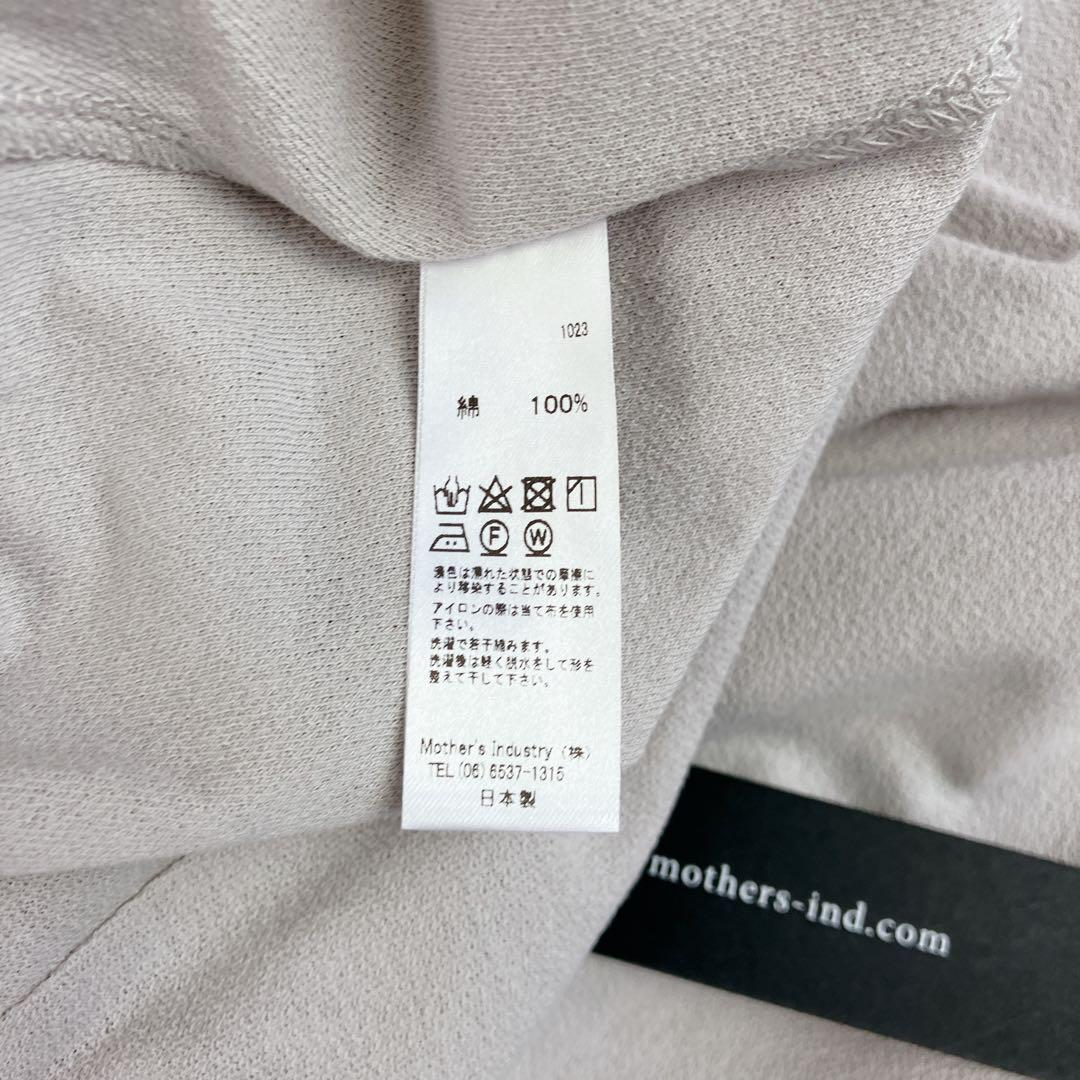 1023
綿 100%
F W
濃色は濡れた状態での摩擦に
より移染することがあります。
アイロンの際は当て布を使用
下さい。
洗濯で若干縮みます。
洗濯後は軽く脱水をして形を
整えて干して下さい。
Mother's industry (株)
TEL(06)6537-1315
日本製
mothers-ind.com